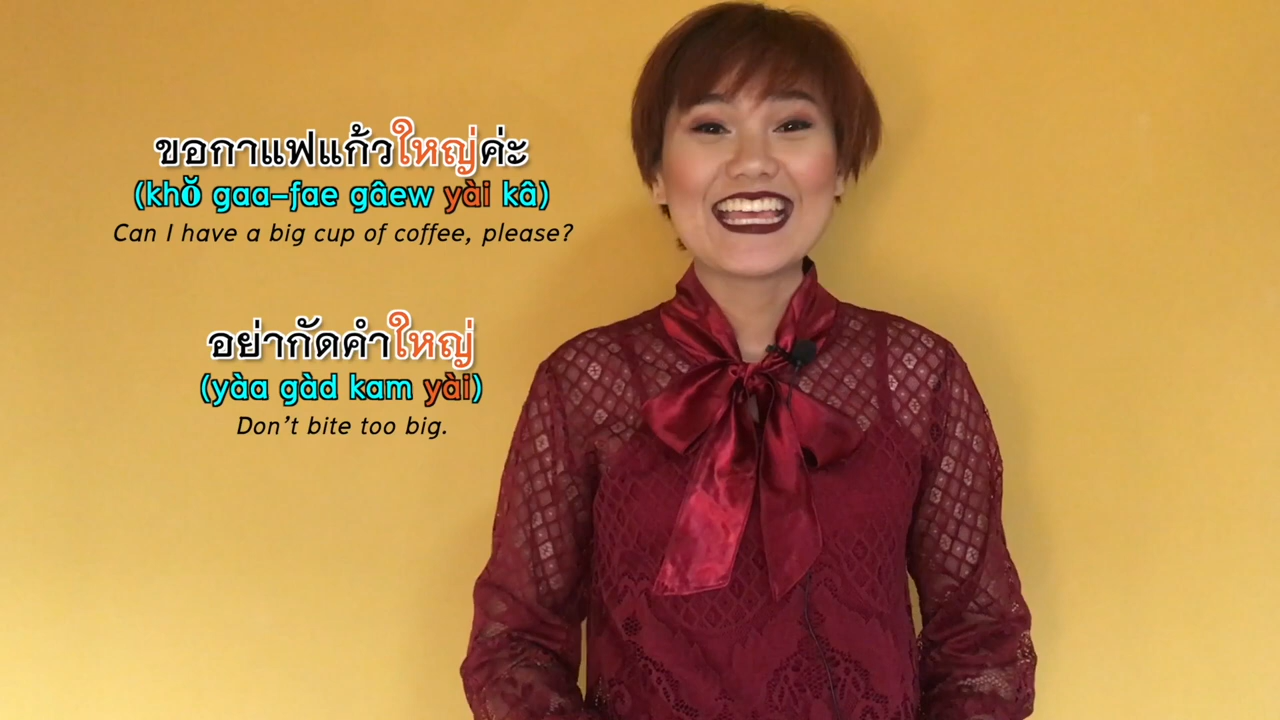 ขอกาแฟแก้วใหญ่ค่ะ
(khŏ gaa-fae gâew yài kâ)
Can I have a big cup of coffee, please?
อย่ากัดคำใหญ่
(yàa gàd kam yài)
Don't bite too big.